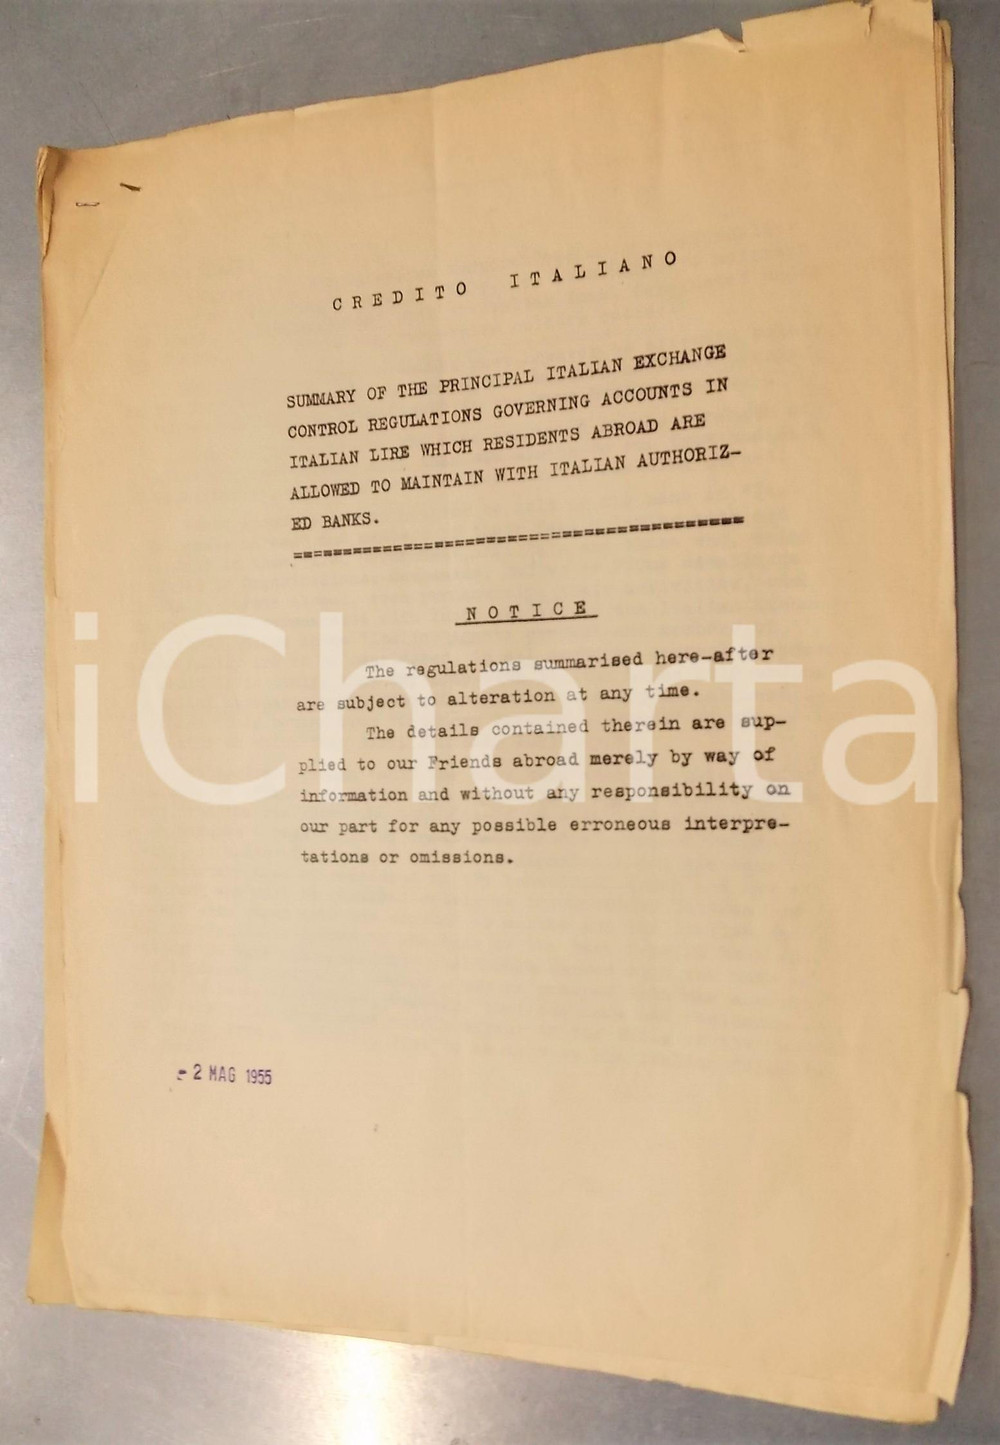 C R E D I T O   I T A L I A N O
SUMMARY OF THE PRINCIPAL ITALIAN EXCHANGE
CONTROL REGULATIONS GOVERNING ACCOUNTS IN
ITALIAN LIRE WHICH RESIDENTS ABROAD ARE
ALLOWED TO MAINTAIN WITH ITALIAN AUTHORIZ-
ED BANKS.
N O T I C E
The regulations summarised here-after
are subject to alteration at any time.
The details contained therein are sup-
plied to our Friends abroad merely by way of
information and without any responsibility on
our part for any possible erroneous interpre-
tations or omissions.
- 2 MAG 1955
iCharta